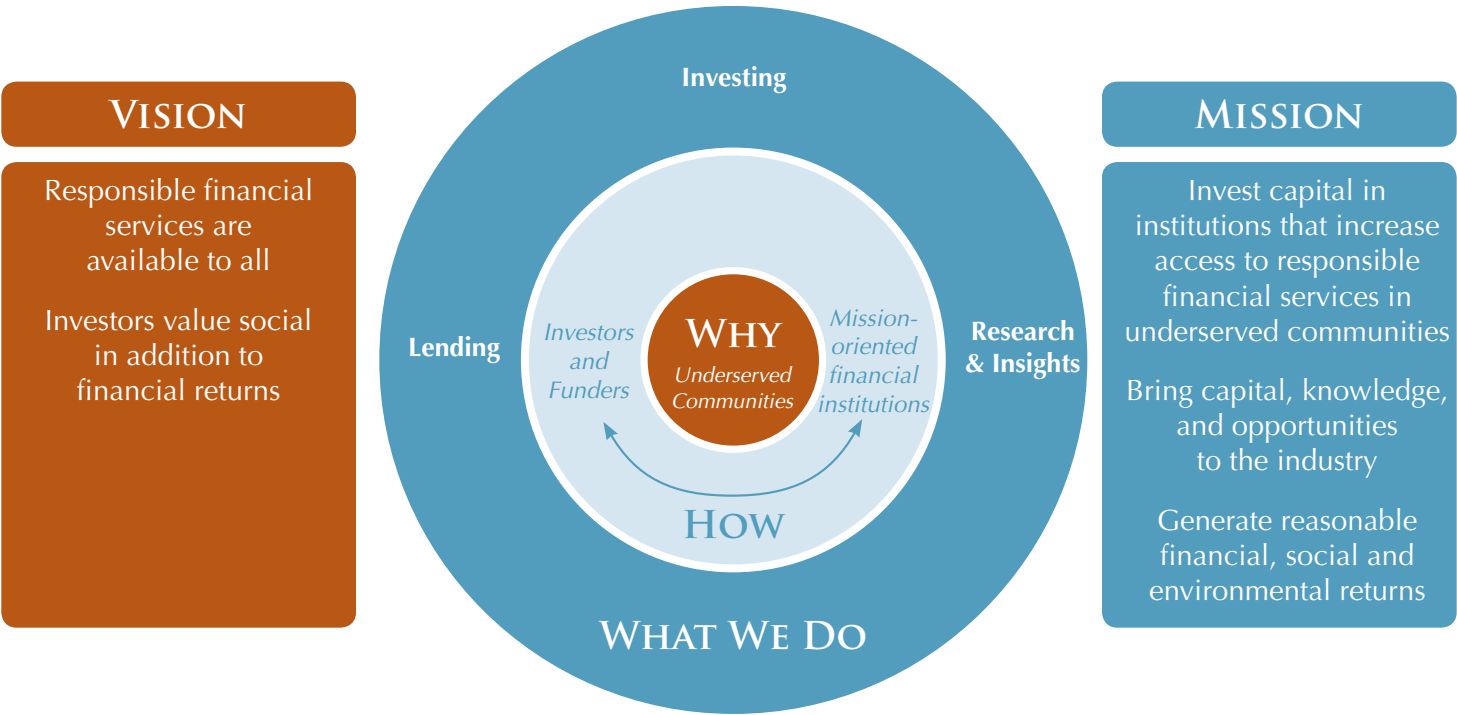 VISION
Responsible financial
services are
available to all
Investors value social
in addition to
financial returns
Investing
Lending
Investors
and
Funders
WHY
Underserved
Communities
Mission-
oriented
financial
institutions
Research
& Insights
HOW
WHAT WE DO
MISSION
Invest capital in
institutions that increase
access to responsible
financial services in
underserved communities
Bring capital, knowledge,
and opportunities
to the industry
Generate reasonable
financial, social and
environmental returns